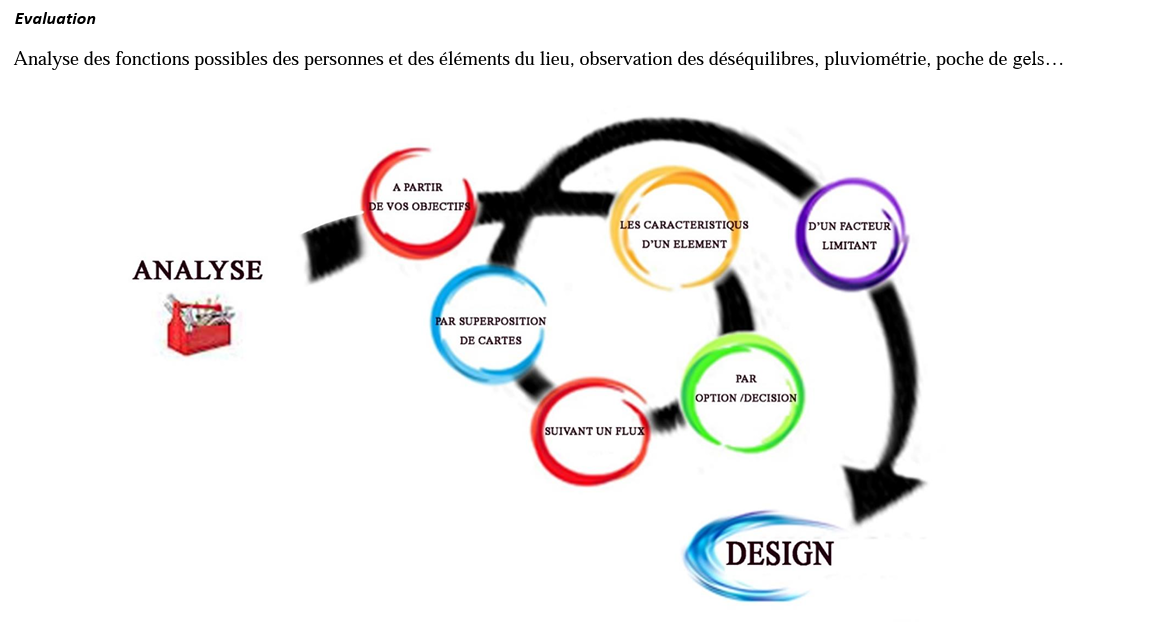 Evaluation
Analyse des fonctions possibles des personnes et des éléments du lieu, observation des déséquilibres, pluviométrie, poche de gels…
A PARTIR
DE VOS OBJECTIFS
LES CARACTERISTIQUS
D'UN ELEMENT
D'UN FACTEUR
LIMITANT
ANALYSE
PAR SUPERPOSITION
DE CARTES
PAR
OPTION /DECISION
SUIVANT UN FLUX
DESIGN